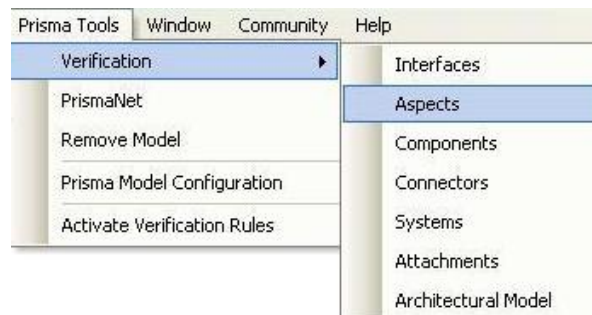 Prisma Tools Window Community Help
Verification
PrismaNet
Remove Model
Prisma Model Configuration
Activate Verification Rules
Interfaces
Aspects
Components
Connectors
Systems
Attachments
Architectural Model